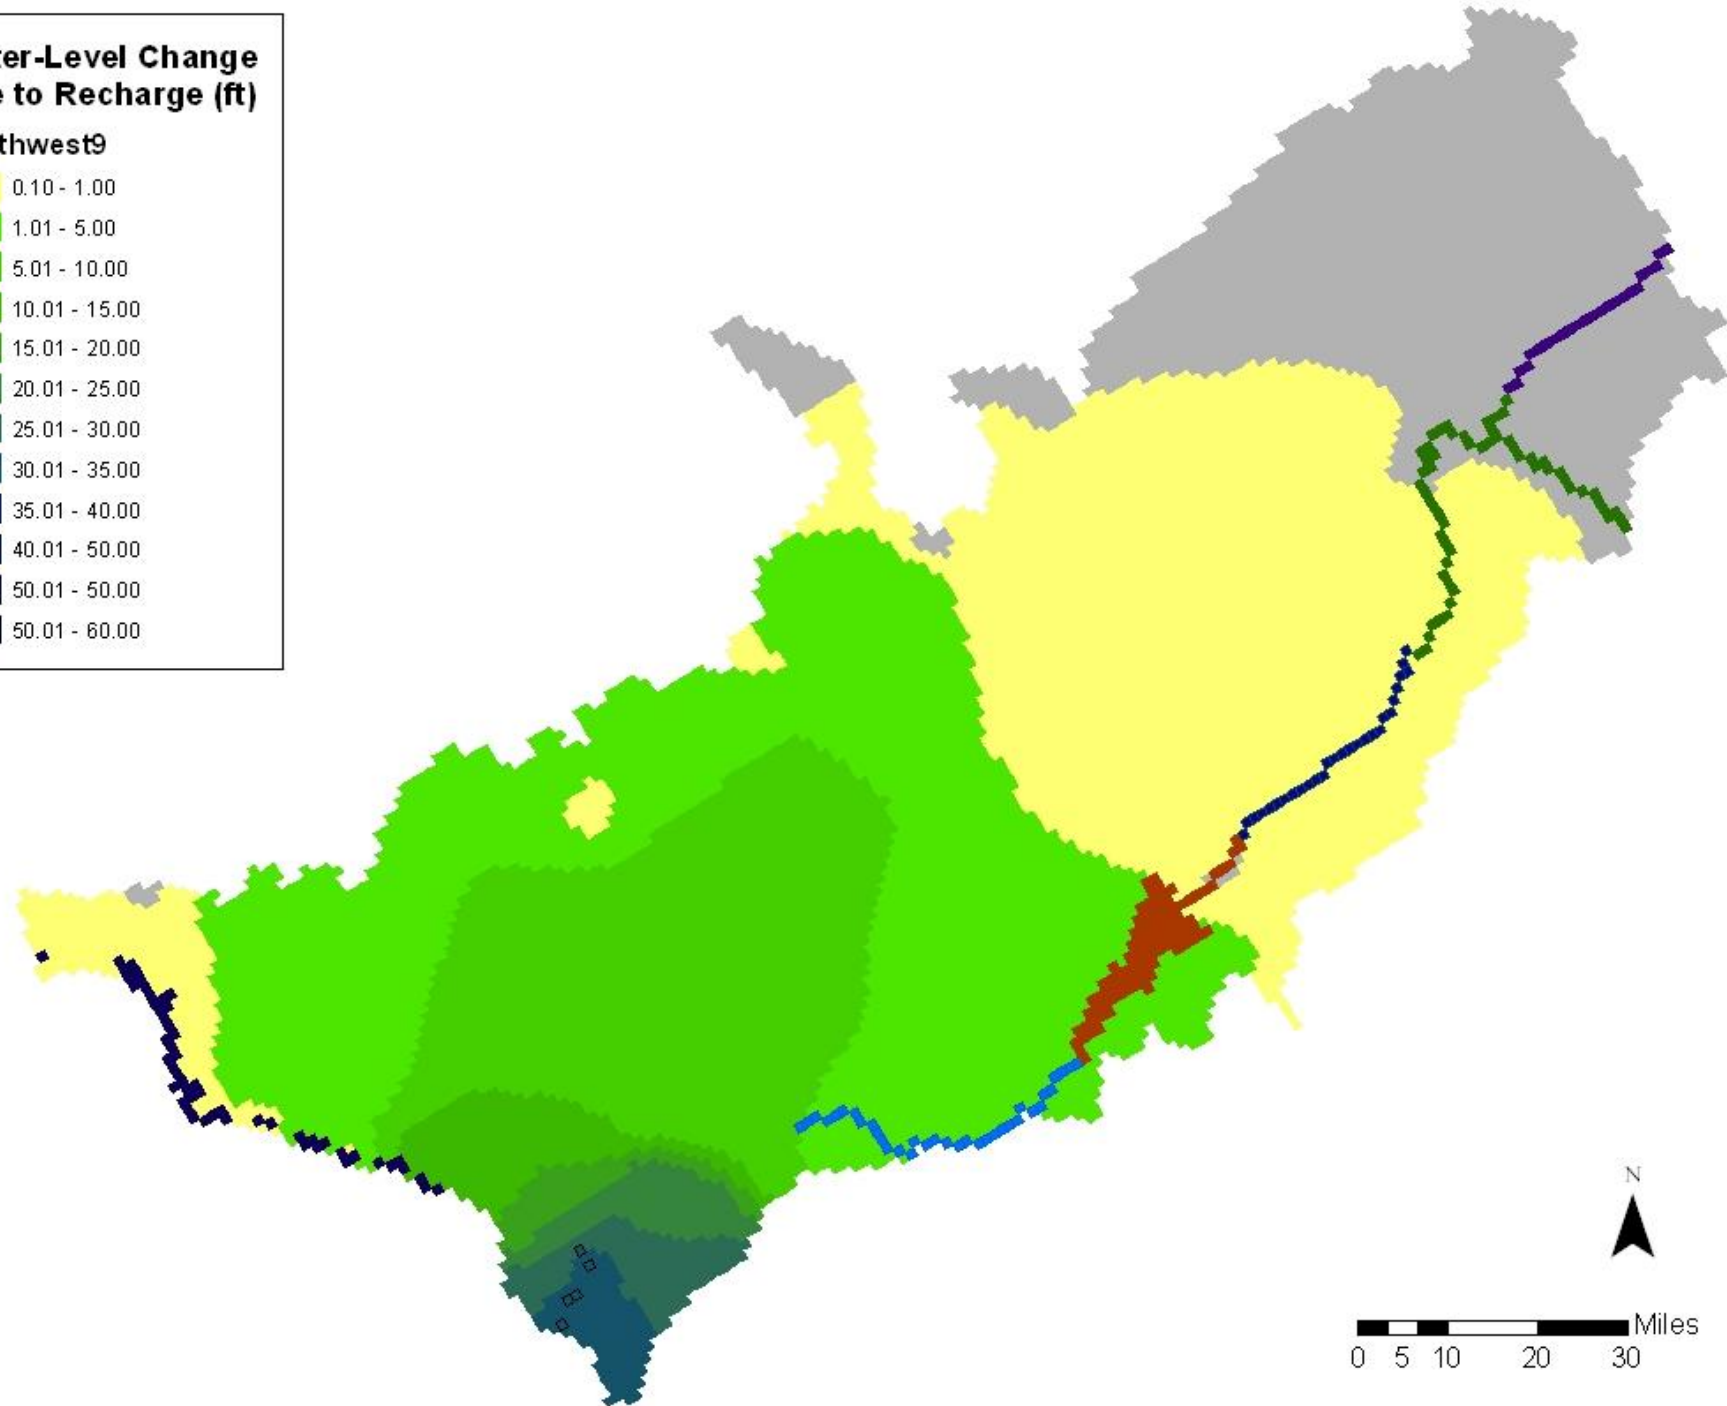 ter-Level Change
e to Recharge (ft)
thwest9
0.10 - 1.00
1.01 - 5.00
5.01 - 10.00
10.01 - 15.00
15.01 - 20.00
20.01 - 25.00
25.01 - 30.00
30.01 - 35.00
35.01 - 40.00
40.01 - 50.00
50.01 - 50.00
50.01 - 60.00
N
Miles
0 5 10 20 30